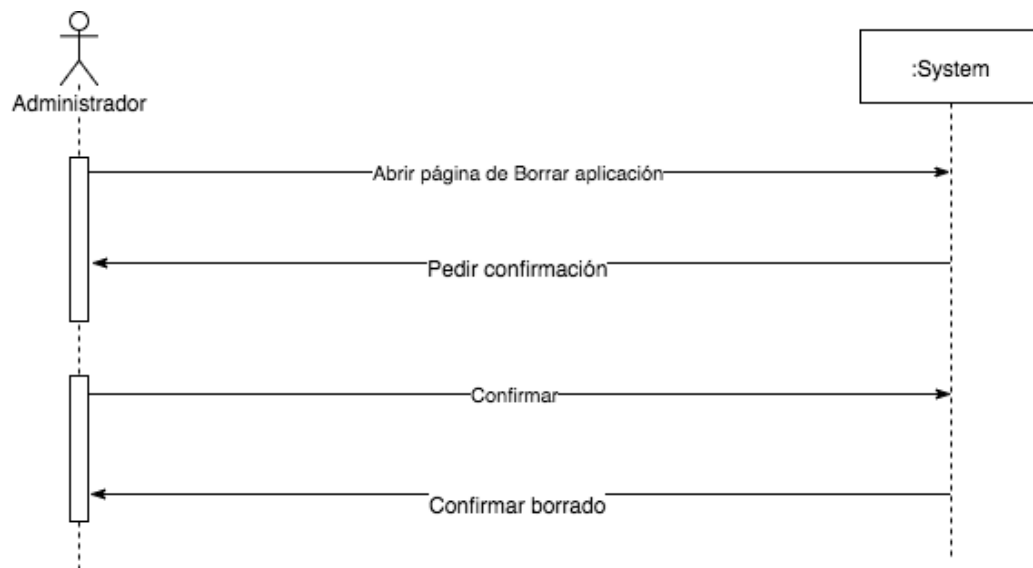 Administrador
:System
Abrir página de Borrar aplicación
Pedir confirmación
Confirmar
Confirmar borrado